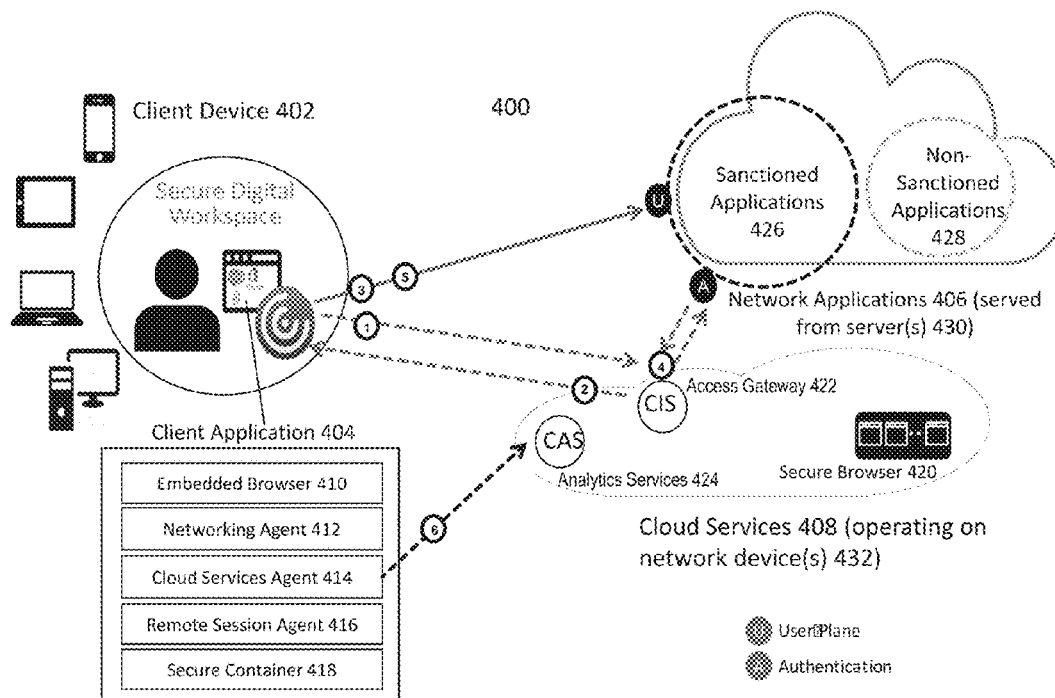 Client Device 402
400
Secure Digital
Workspace
Sanctioned
Applications
426
Non-
Sanctioned
Applications
428
U
A
3
5
1
4
2
6
Network Applications 406 (served
from server(s) 430)
Access Gateway 422
CIS
CAS
Analytics Services 424
Secure Browser 420
Client Application 404
Embedded Browser 410
Networking Agent 412
Cloud Services Agent 414
Remote Session Agent 416
Secure Container 418
Cloud Services 408 (operating on
network device(s) 432)
User Plane
A Authentication